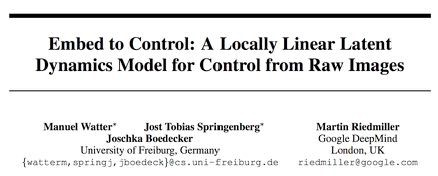 Embed to Control: A Locally Linear Latent
Dynamics Model for Control from Raw Images
Manuel Watter* Jost Tobias Springenberg*
Joschka Boedecker
University of Freiburg, Germany
{watterm,springj,jboedeck}@cs.uni-freiburg.de
Martin Riedmiller
Google DeepMind
London, UK
riedmiller@google.com